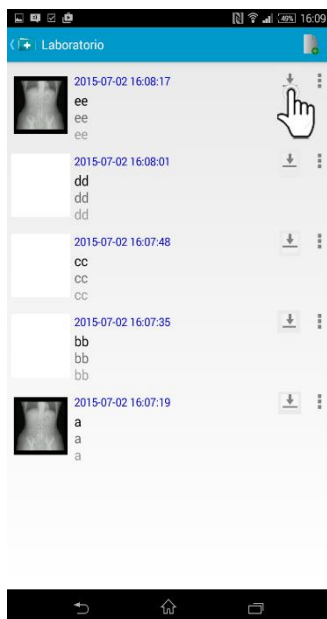 49% 16:09
Laboratorio
2015-07-02 16:08:17
ee
ee
ee
2015-07-02 16:08:01
dd
dd
dd
2015-07-02 16:07:48
cc
cc
cc
2015-07-02 16:07:35
bb
bb
bb
2015-07-02 16:07:19
a
a
a